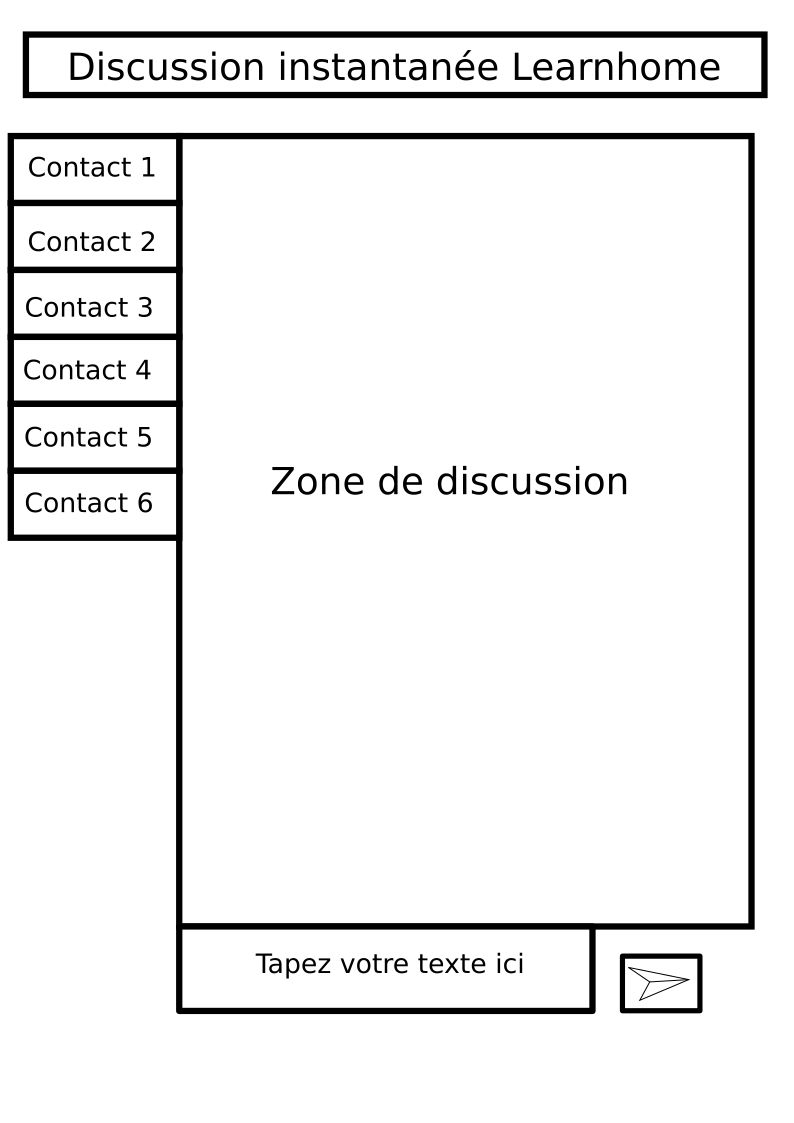 Discussion instantanée Learnhome
Contact 1
Contact 2
Contact 3
Contact 4
Contact 5
Contact 6
Zone de discussion
Tapez votre texte ici